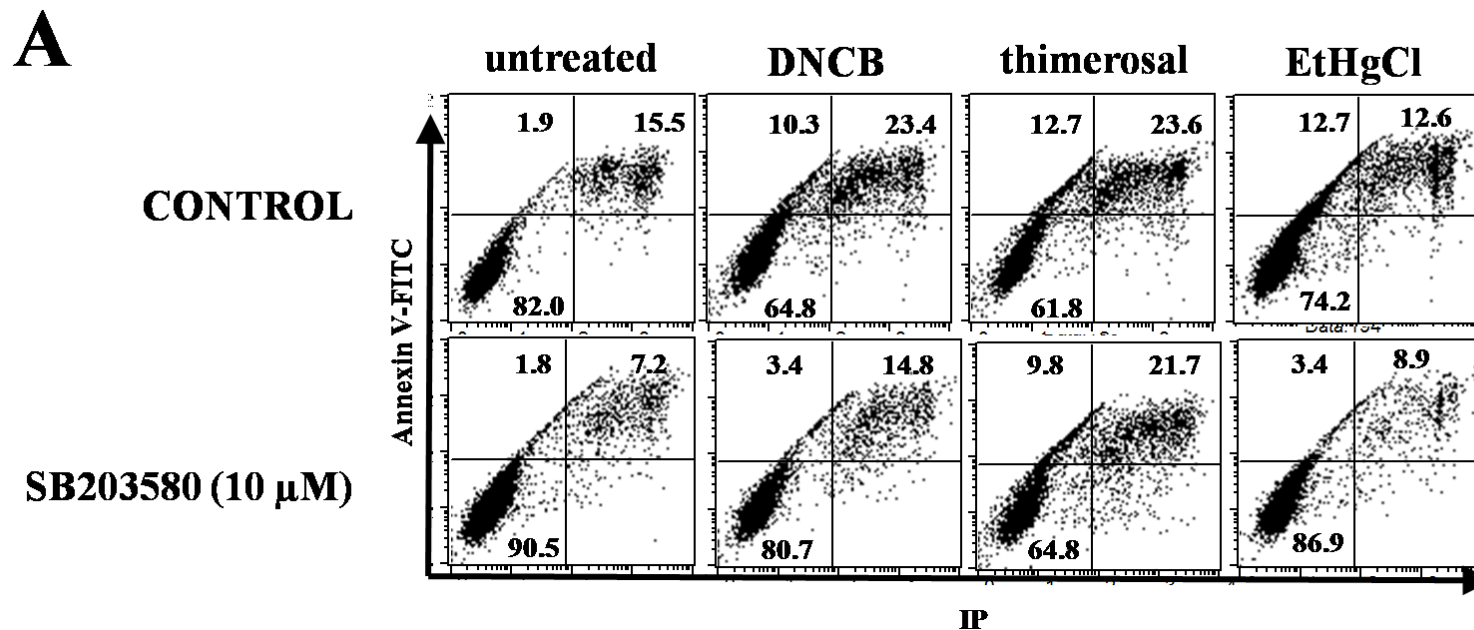 A
untreated DNCB thimerosal EtHgCl
CONTROL
1.9 15.5 10.3 23.4 12.7 23.6 12.7 12.6
82.0 64.8 61.8 74.2
Annexin V-FITC
1.8 7.2 3.4 14.8 9.8 21.7 3.4 8.9
SB203580 (10 µM)
90.5 80.7 64.8 86.9
IP